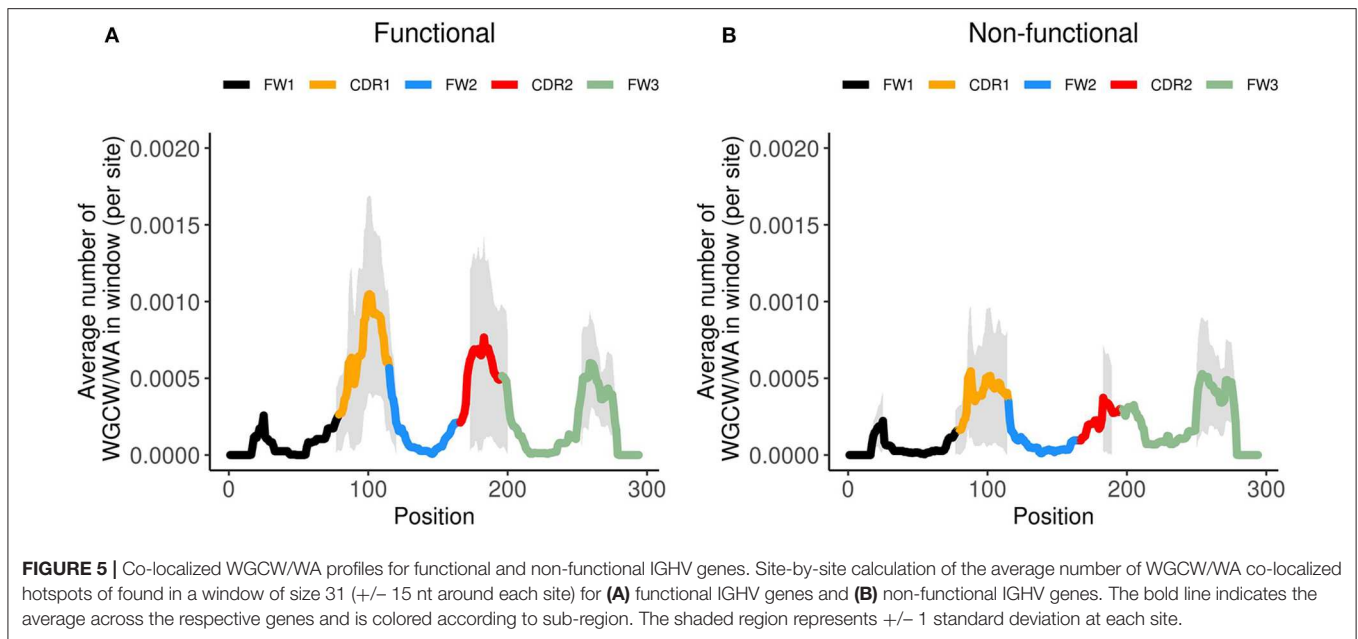 A
Functional
FW1 CDR1 FW2 CDR2 FW3
Average number of
WGCW/WA in window (per site)
0.0020
0.0015
0.0010
0.0005
0.0000
0 100 200 300
Position
B
Non-functional
FW1 CDR1 FW2 CDR2 FW3
Average number of
WGCW/WA in window (per site)
0.0020
0.0015
0.0010
0.0005
0.0000
0 100 200 300
Position
FIGURE 5 | Co-localized WGCW/WA profiles for functional and non-functional IGHV genes. Site-by-site calculation of the average number of WGCW/WA co-localized
hotspots of found in a window of size 31 (+/– 15 nt around each site) for (A) functional IGHV genes and (B) non-functional IGHV genes. The bold line indicates the
average across the respective genes and is colored according to sub-region. The shaded region represents +/– 1 standard deviation at each site.